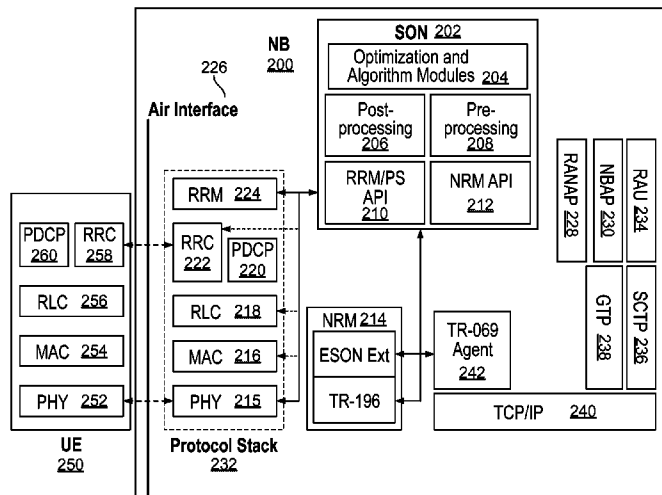 NB
200
226
Air Interface
SON 202
Optimization and
Algorithm Modules 204
Post-
processing
206
Pre-
processing
208
RRM/PS
API
210
NRM API
212
RRM 224
RRC
222
PDCP
220
RLC 218
MAC 216
PHY 215
Protocol Stack
232
PDCP
260
RRC
258
RLC 256
MAC 254
PHY 252
UE
250
NRM 214
ESON Ext
TR-196
TR-069
Agent
242
RANAP 228
NBAP 230
RAU 234
GTP 238
SCTP 236
TCP/IP 240